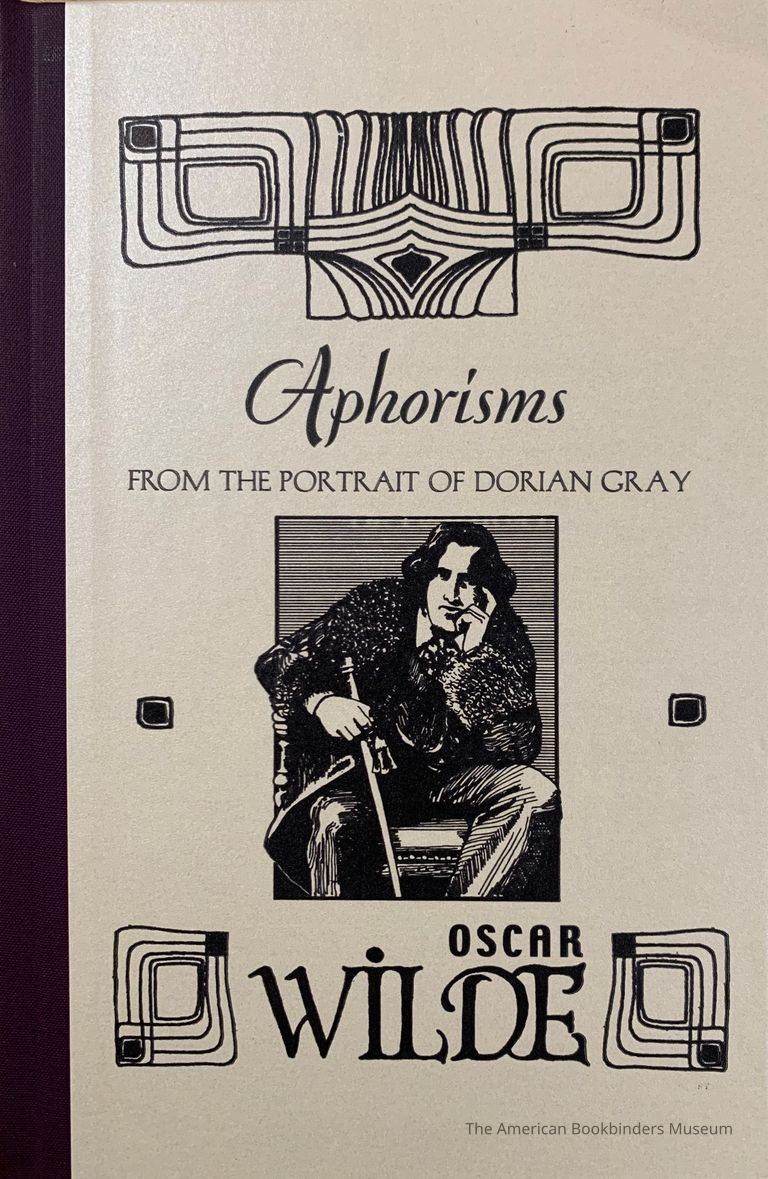 Aphorisms
FROM THE PORTRAIT OF DORIAN GRAY
OSCAR
WiLDE
The American Bookbinders Museum